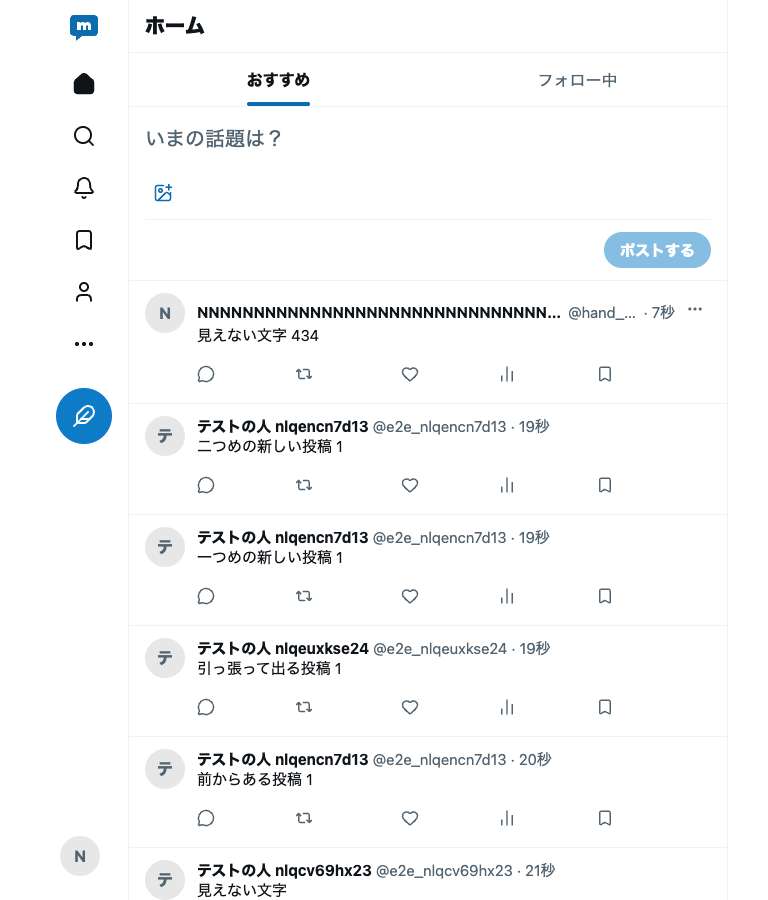 m
ホーム
おすすめ
フォロー中
いまの話題は？
ポストする
N
NNNNNNNNNNNNNNNNNNNNNNNNNNNNNNN... @hand_... · 7秒
見えない文字 434
テ
テストの人 nlqencn7d13 @e2e_nlqencn7d13 · 19秒
二つめの新しい投稿 1
テ
テストの人 nlqencn7d13 @e2e_nlqencn7d13 · 19秒
一つめの新しい投稿 1
テ
テストの人 nlqeuxkse24 @e2e_nlqeuxkse24 · 19秒
引っ張って出る投稿 1
テ
テストの人 nlqencn7d13 @e2e_nlqencn7d13 · 20秒
前からある投稿 1
テ
テストの人 nlqcv69hx23 @e2e_nlqcv69hx23 · 21秒
見えない文字
N